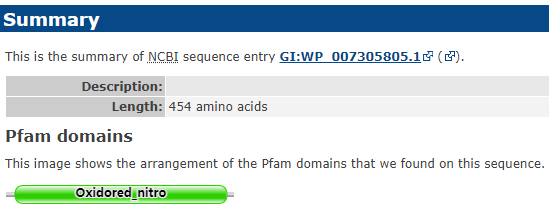 Summary
This is the summary of NCBI sequence entry GI:WP_007305805.1 ( ).
Description:
Length: 454 amino acids
Pfam domains
This image shows the arrangement of the Pfam domains that we found on this sequence.
Oxidored_nitro